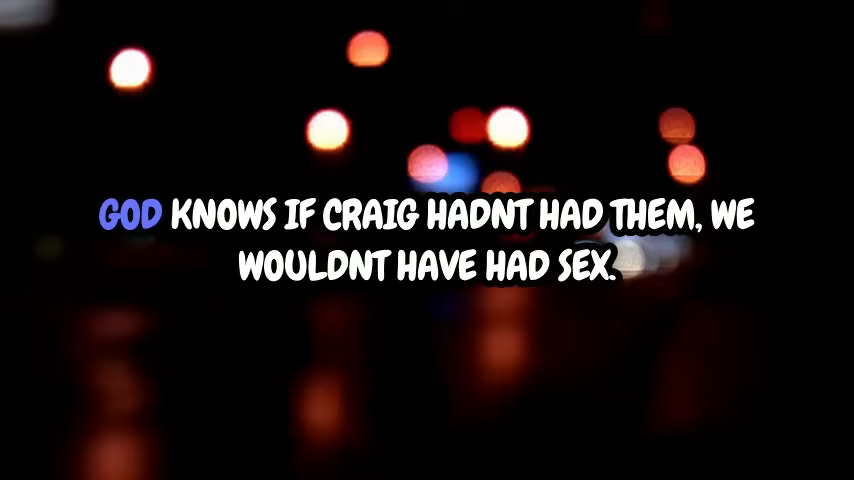 GOD KNOWS IF CRAIG HADNT HAD THEM, WE
WOULDNT HAVE HAD SEX.